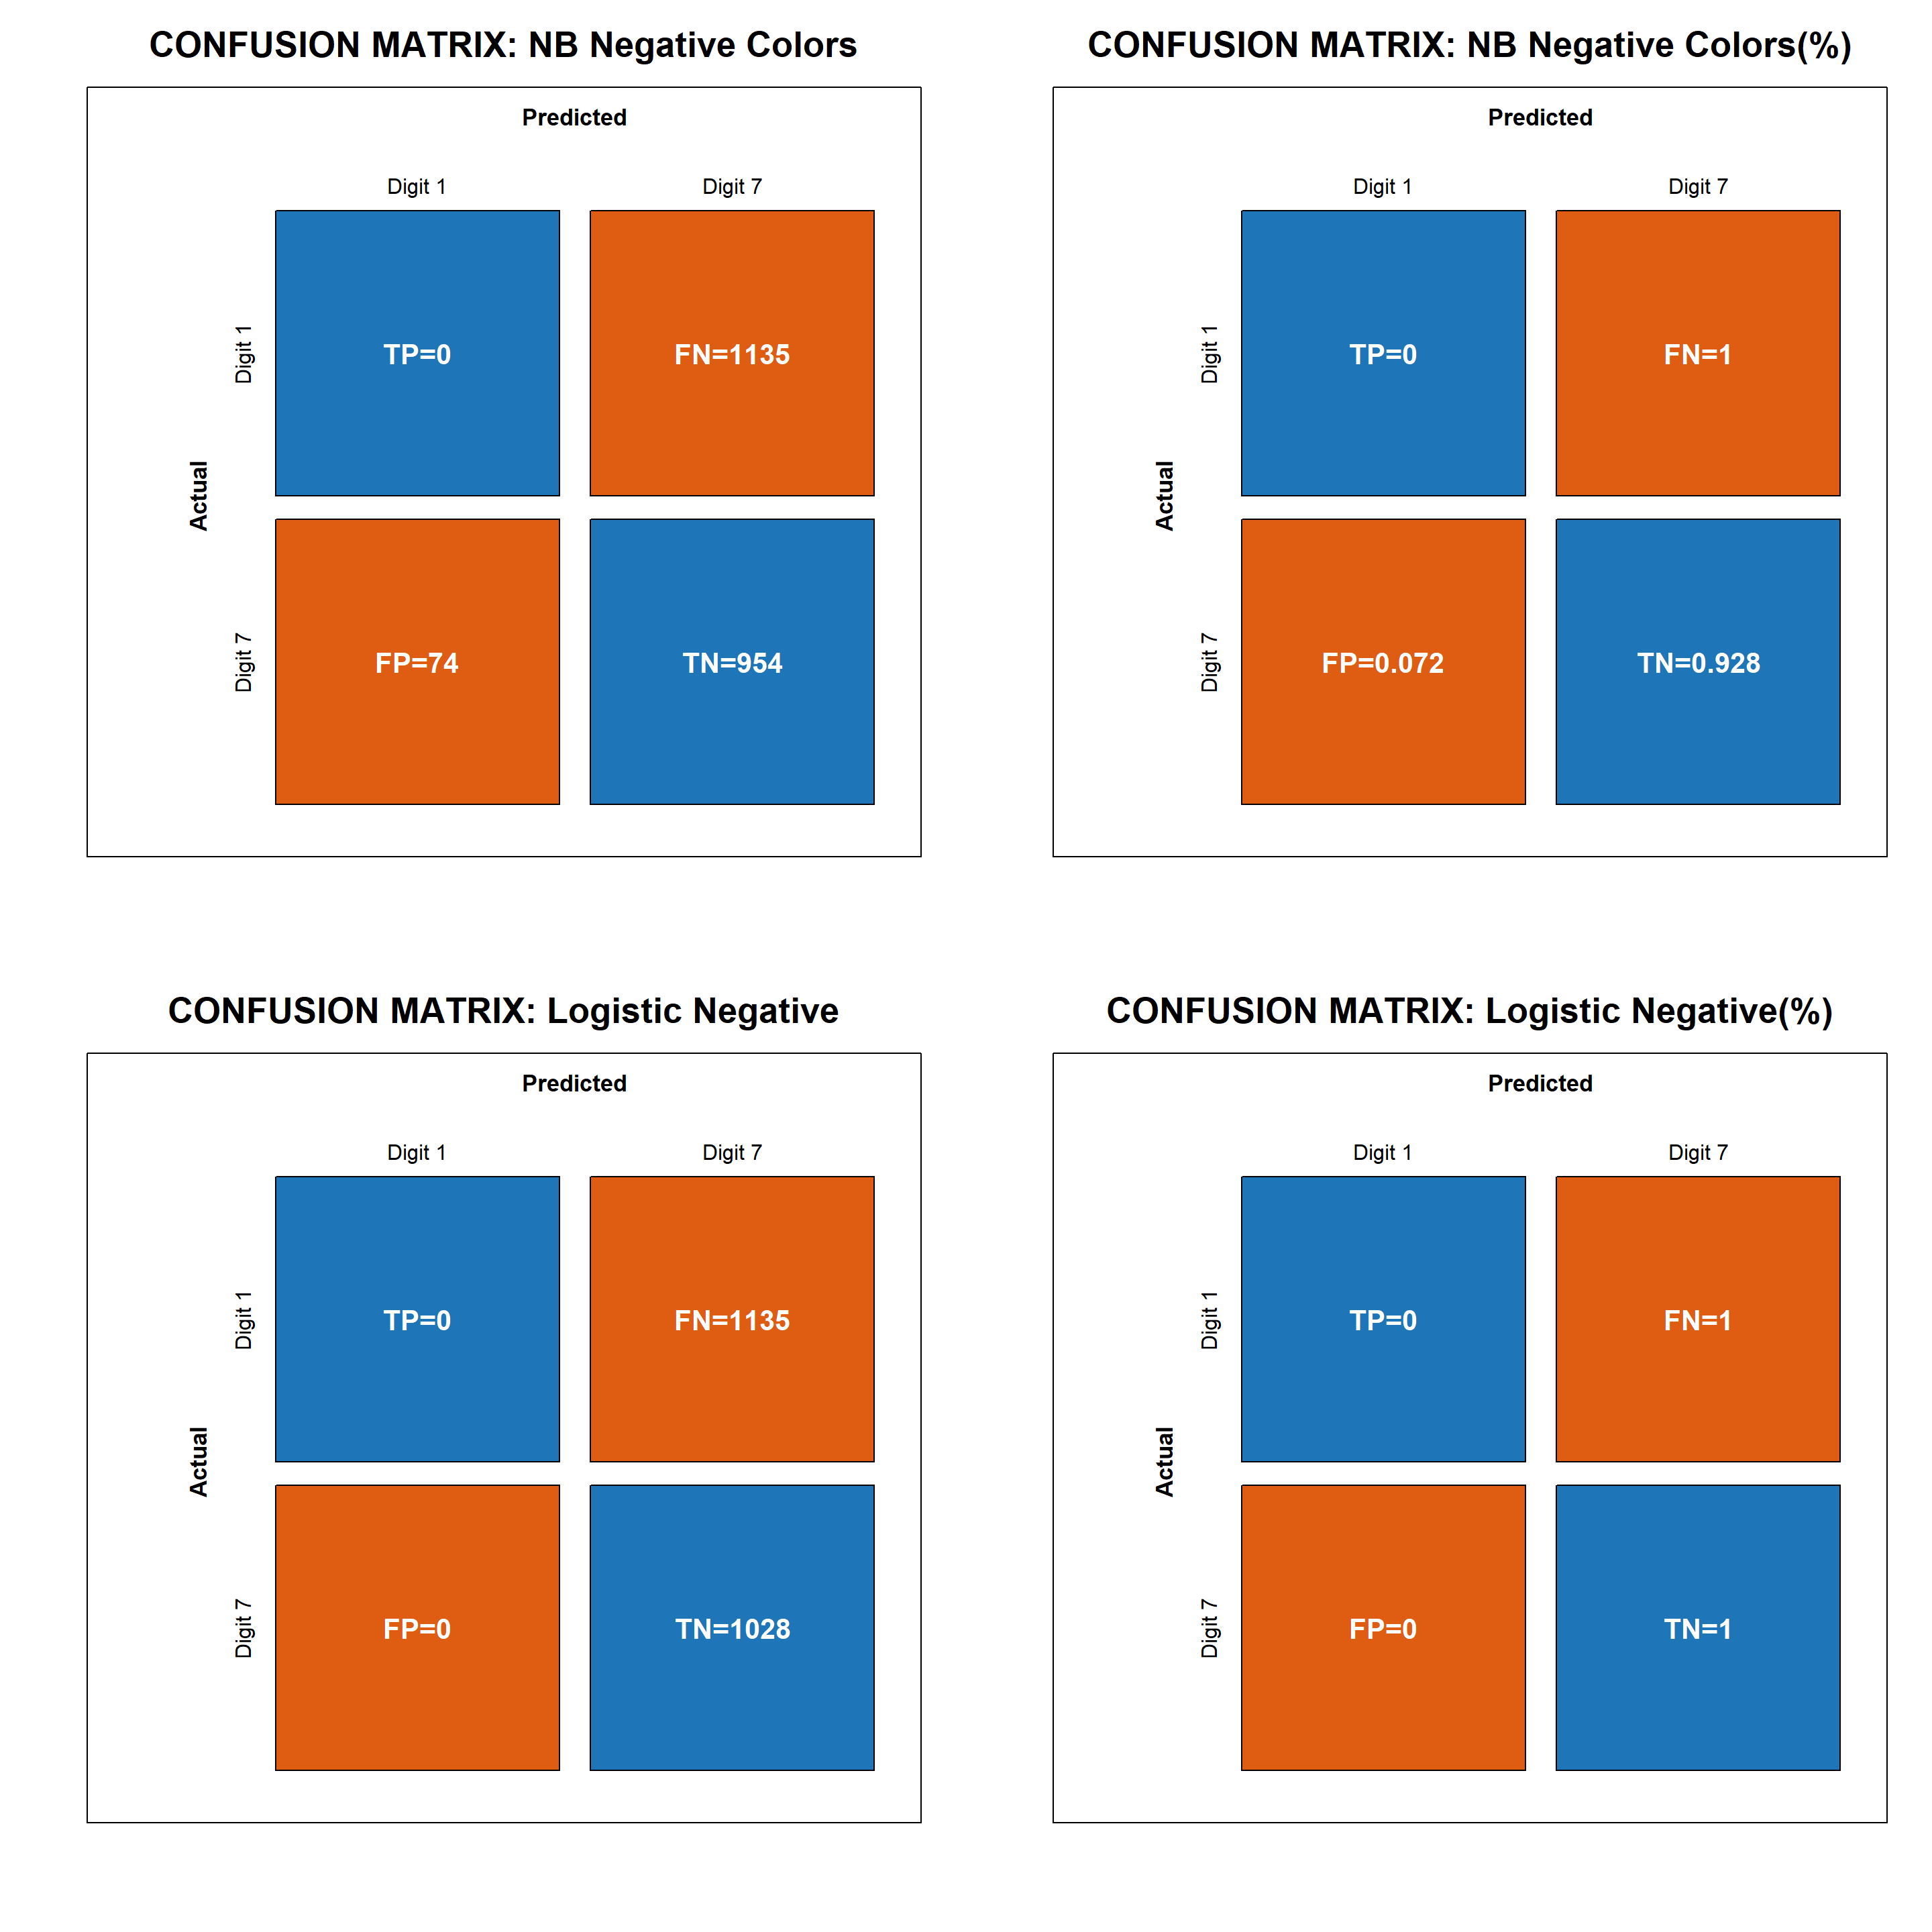 CONFUSION MATRIX: NB Negative Colors
Predicted
Digit 1 Digit 7
Actual
Digit 1
TP=0 FN=1135
Digit 7
FP=74 TN=954
CONFUSION MATRIX: NB Negative Colors(%)
Predicted
Digit 1 Digit 7
Actual
Digit 1
TP=0 FN=1
Digit 7
FP=0.072 TN=0.928
CONFUSION MATRIX: Logistic Negative
Predicted
Digit 1 Digit 7
Actual
Digit 1
TP=0 FN=1135
Digit 7
FP=0 TN=1028
CONFUSION MATRIX: Logistic Negative(%)
Predicted
Digit 1 Digit 7
Actual
Digit 1
TP=0 FN=1
Digit 7
FP=0 TN=1